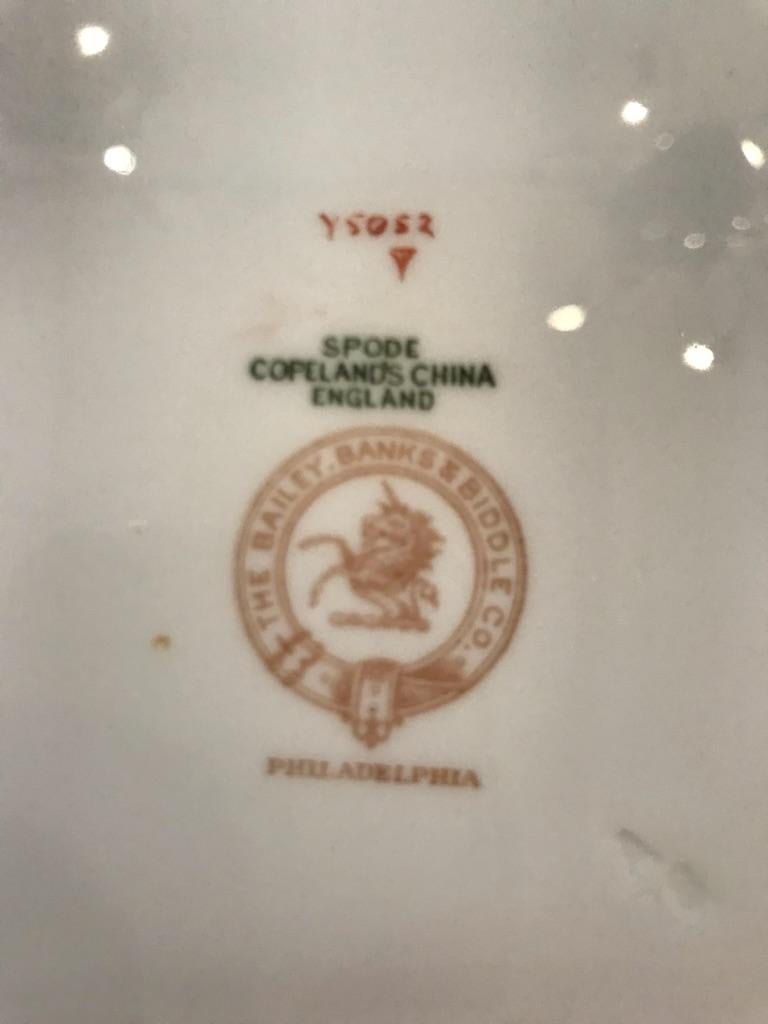 Y5052
SPODE
COPELAND'S CHINA
ENGLAND
THE BAILEY, BANKS & BIDDLE CO.
PHILADELPHIA